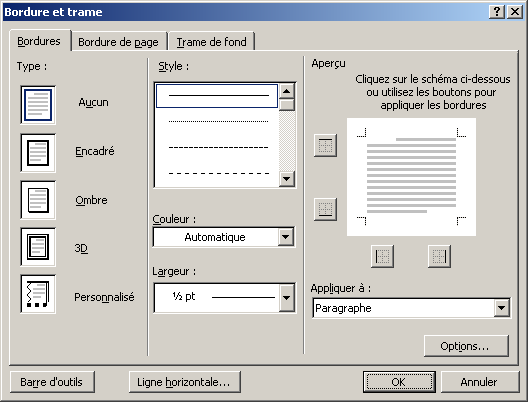 Bordure et trame
Bordures
Bordure de page
Trame de fond
Type :
Aucun
Encadré
Ombre
3D
Personnalisé
Style :
Couleur :
Automatique
Largeur :
½ pt
Aperçu
Cliquez sur le schéma ci-dessous
ou utilisez les boutons pour
appliquer les bordures
Appliquer à :
Paragraphe
Options...
Barre d'outils
Ligne horizontale...
OK
Annuler